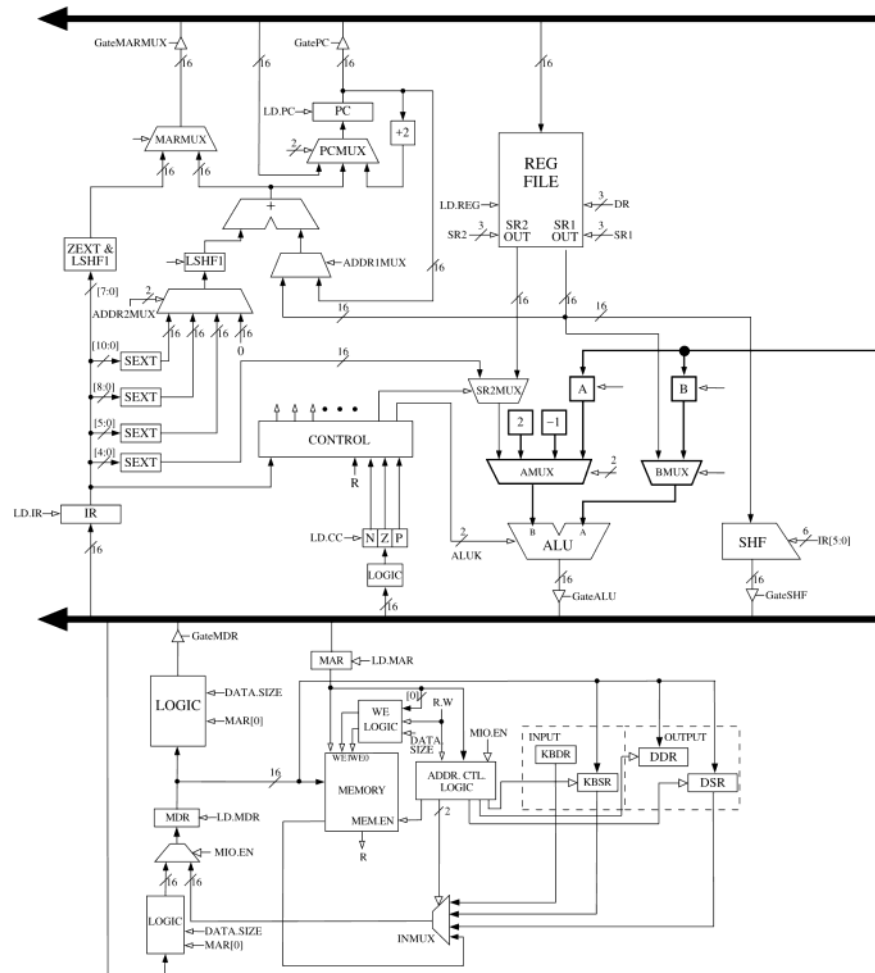 GateMARMUX
GatePC
16
16
16
16
LD.PC
PC
+2
MARMUX
2
PCMUX
16
16
REG
FILE
+
LD.REG
3
DR
SR2
3
SR2
OUT
SR1
OUT
3
SR1
ZEXT &
LSHF1
LSHF1
ADDR1MUX
16
[7:0]
2
ADDR2MUX
16
16
16
16
16
16
16
16
0
[10:0]
SEXT
16
SR2MUX
A
B
[8:0]
SEXT
2
−1
[5:0]
SEXT
CONTROL
[4:0]
SEXT
AMUX
2
BMUX
R
LD.IR
IR
LD.CC
N
Z
P
2
ALUK
B
A
ALU
SHF
6
IR[5:0]
LOGIC
16
16
16
16
GateALU
GateSHF
GateMDR
MAR
LD.MAR
LOGIC
DATA.SIZE
MAR[0]
[0]
R.W
WE
LOGIC
DATA.
SIZE
MIO.EN
INPUT
OUTPUT
KBDR
DDR
16
WE1
WE0
MEMORY
ADDR. CTL.
LOGIC
KBSR
DSR
MDR
LD.MDR
MEM.EN
2
R
MIO.EN
16
16
LOGIC
DATA.SIZE
MAR[0]
INMUX